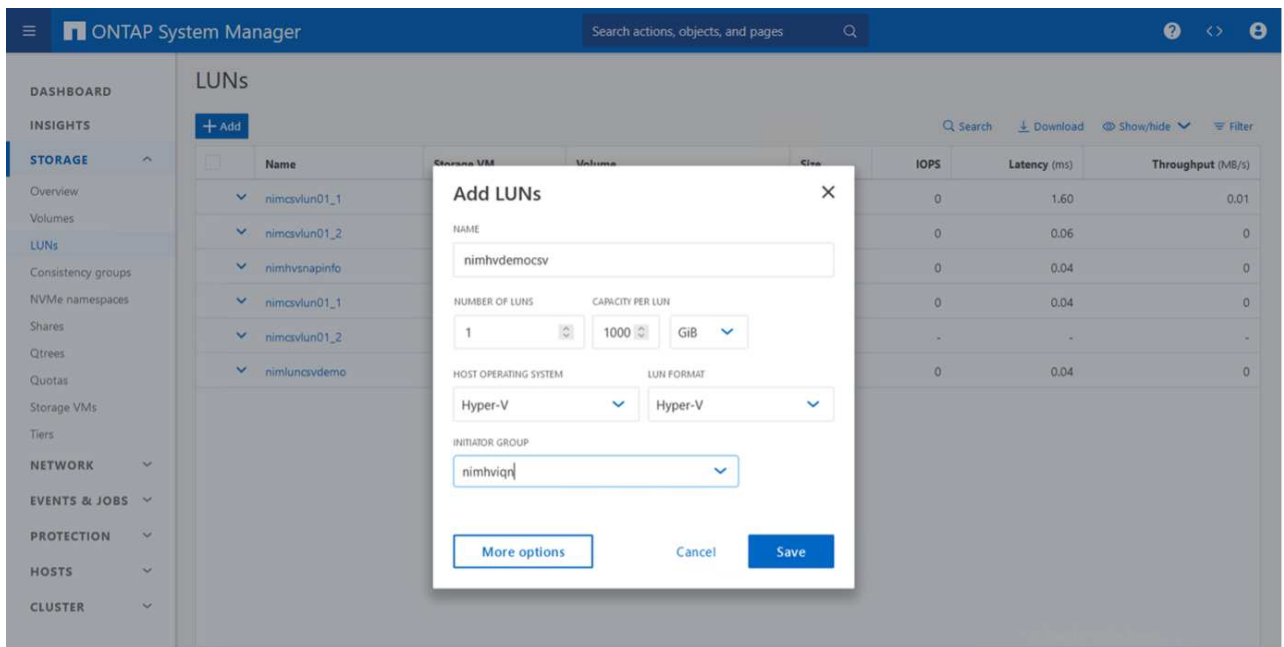 ONTAP System Manager
Search actions, objects, and pages
DASHBOARD
INSIGHTS
STORAGE
Overview
Volumes
LUNs
Consistency groups
NVMe namespaces
Shares
Qtrees
Quotas
Storage VMs
Tiers
NETWORK
EVENTS & JOBS
PROTECTION
HOSTS
CLUSTER
LUNs
+ Add
Search Download Show/hide Filter
Name Storage VM Volume Size IOPS Latency (ms) Throughput (MB/s)
nimcsvlun01_1 0 1.60 0.01
nimcsvlun01_2 0 0.06 0
nimhvsnapinfo 0 0.04 0
nimcsvlun01_1 0 0.04 0
nimcsvlun01_2 - - -
nimluncsvdemo 0 0.04 0
Add LUNs
NAME
nimhvdemocsv
NUMBER OF LUNS CAPACITY PER LUN
1 1000 GiB
HOST OPERATING SYSTEM LUN FORMAT
Hyper-V Hyper-V
INITIATOR GROUP
nimhviqn
More options Cancel Save